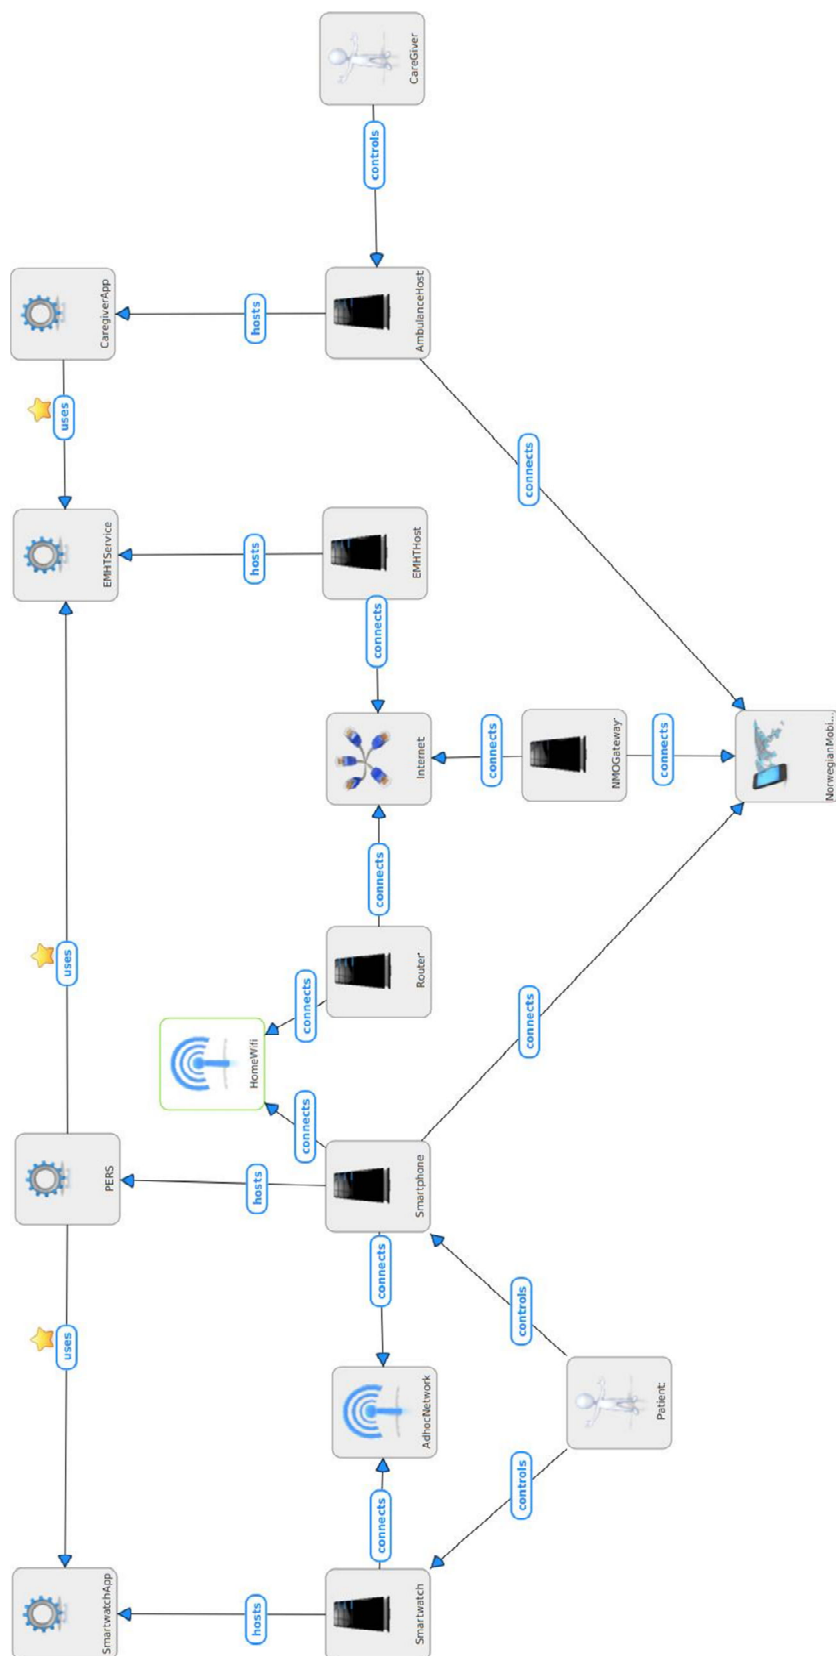 uses
uses
uses
SmartwatchApp
PERS
EMHTService
CaregiverApp
hosts
hosts
HomeWifi
hosts
hosts
connects
connects
connects
connects
connects
connects
controls
Smartwatch
AdhocNetwork
Smartphone
Router
Internet
EMHTHost
AmbulanceHost
CareGiver
connects
controls
controls
connects
connects
NMOGateway
Patient
connects
NorwegianMobi...